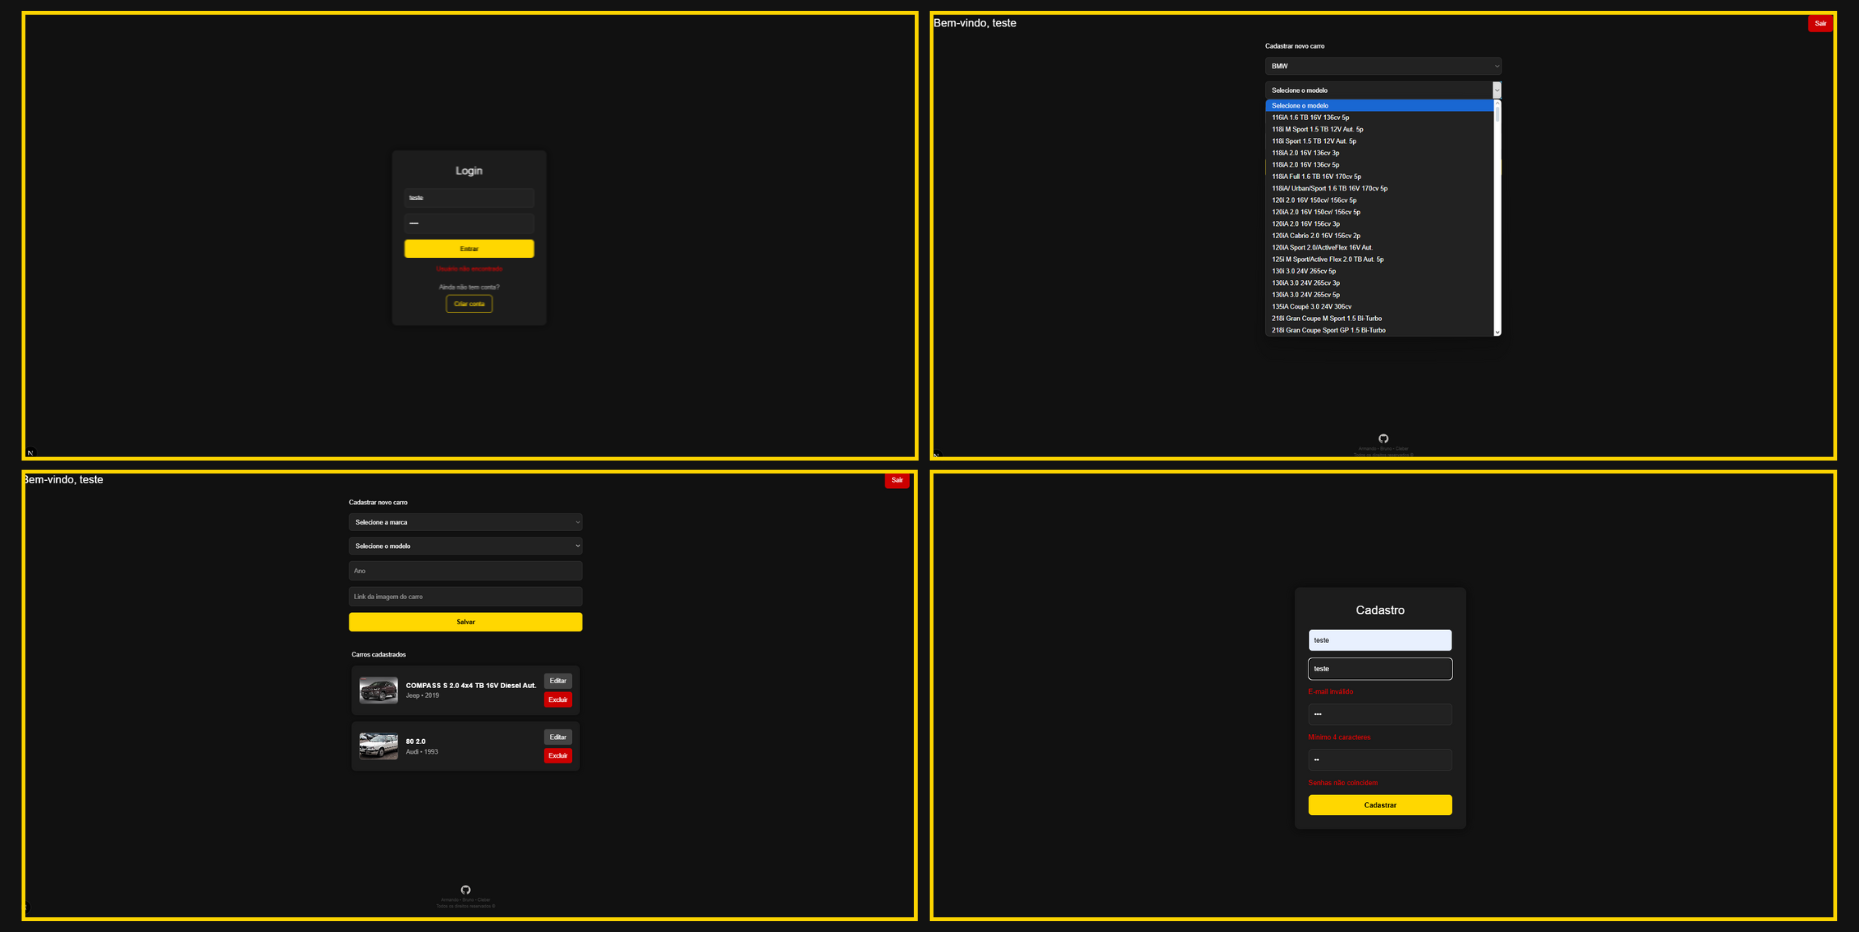 Login
teste
Entrar
Usuário não encontrado
Ainda não tem conta?
Criar conta
N
Bem-vindo, teste
Sair
Cadastrar novo carro
BMW
Selecione o modelo
Selecione o modelo
116iA 1.6 TB 16V 136cv 5p
118i M Sport 1.5 TB 12V Aut. 5p
118i Sport 1.5 TB 12V Aut. 5p
118iA 2.0 16V 136cv 3p
118iA 2.0 16V 136cv 5p
118iA Full 1.6 TB 16V 170cv 5p
118iA/ Urban/Sport 1.6 TB 16V 170cv 5p
120i 2.0 16V 150cv/ 156cv 5p
120iA 2.0 16V 150cv/ 156cv 5p
120iA 2.0 16V 156cv 3p
120iA Cabrio 2.0 16V 156cv 2p
120iA Sport 2.0/ActiveFlex 16V Aut.
125i M Sport/Active Flex 2.0 TB Aut. 5p
130i 3.0 24V 265cv 5p
130iA 3.0 24V 265cv 3p
130iA 3.0 24V 265cv 5p
135iA Coupé 3.0 24V 306cv
218i Gran Coupe M Sport 1.5 Bi-Turbo
218i Gran Coupe Sport GP 1.5 Bi-Turbo
Bem-vindo, teste
Sair
Cadastrar novo carro
Selecione a marca
Selecione o modelo
Ano
Link da imagem do carro
Salvar
Carros cadastrados
COMPASS S 2.0 4x4 TB 16V Diesel Aut.
Jeep • 2019
Editar
Excluir
80 2.0
Audi • 1993
Editar
Excluir
Todos os direitos reservados ©
Cadastro
teste
teste
E-mail inválido
Mínimo 4 caracteres
Senhas não coincidem
Cadastrar